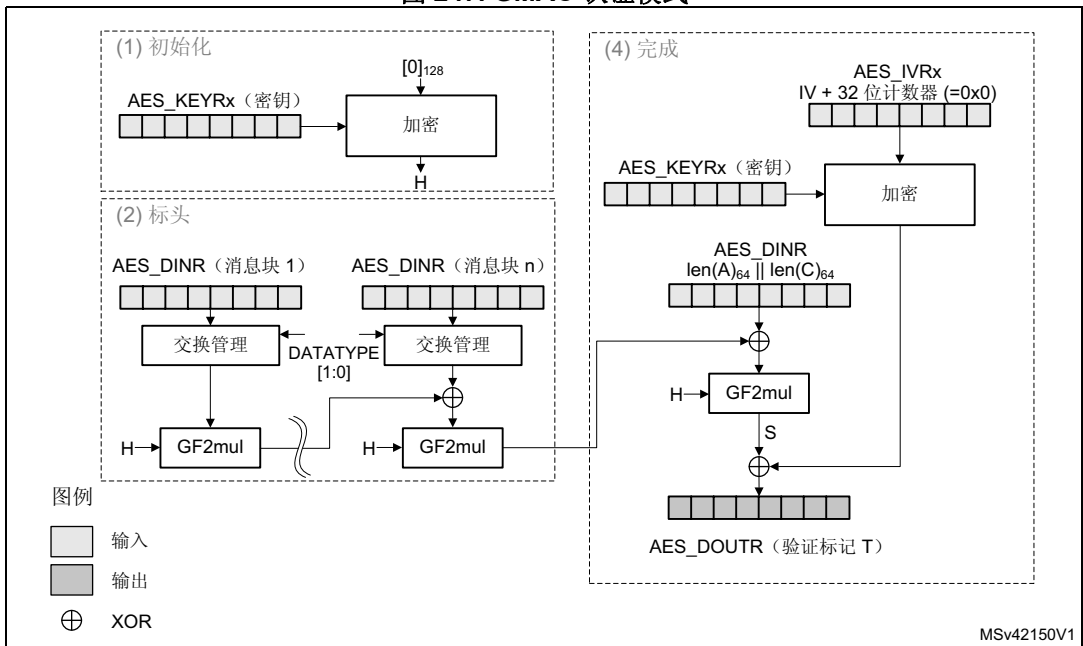 (1) 初始化
[0]128
AES_KEYRx（密钥）
加密
H
(2) 标头
AES_DINR（消息块 1）
AES_DINR（消息块 n）
交换管理
DATATYPE
[1:0]
交换管理
H
GF2mul
H
GF2mul
(4) 完成
AES_IVRx
IV + 32 位计数器 (=0x0)
AES_KEYRx（密钥）
加密
AES_DINR
len(A)64 || len(C)64
H
GF2mul
S
AES_DOUTR（验证标记 T）
图例
输入
输出
XOR
MSv42150V1